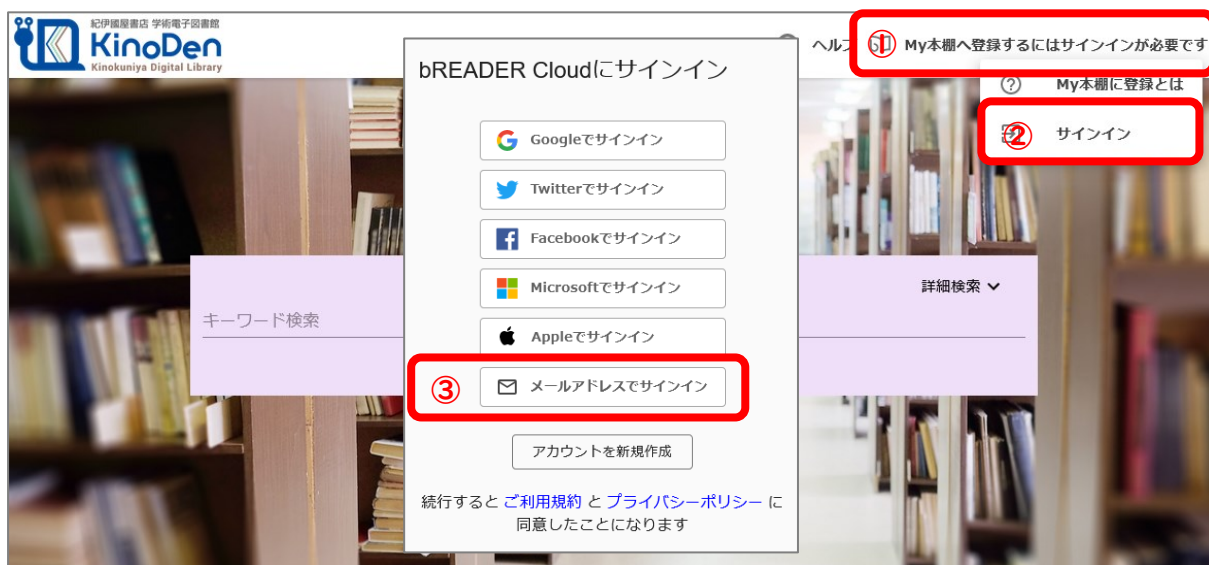 紀伊國屋書店 学術電子図書館
KinoDen
Kinokuniya Digital Library
ヘルプ
① My本棚へ登録するにはサインインが必要です
My本棚に登録とは
② サインイン
bREADER Cloudにサインイン
Googleでサインイン
Twitterでサインイン
Facebookでサインイン
Microsoftでサインイン
Appleでサインイン
③ メールアドレスでサインイン
アカウントを新規作成
続行すると ご利用規約 と プライバシーポリシー に
同意したことになります
詳細検索
キーワード検索